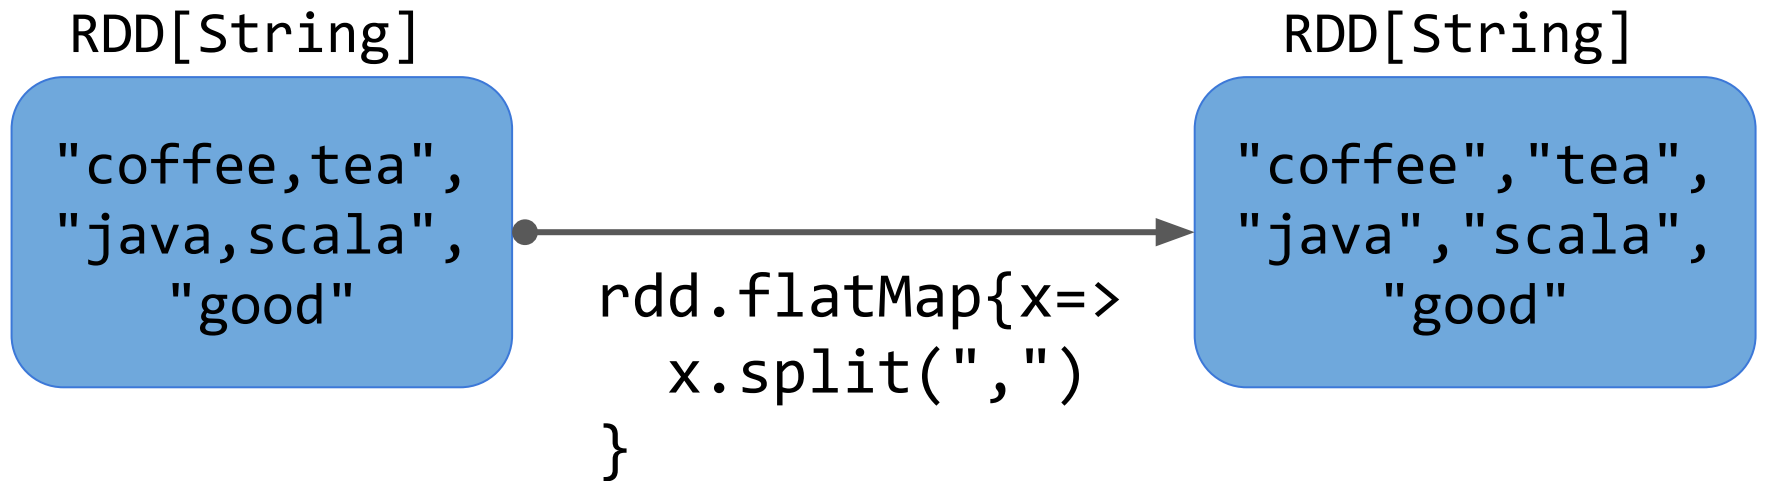 RDD[String]
"coffee,tea",
"java,scala",
"good"
rdd.flatMap{x=>
  x.split(",")
}
RDD[String]
"coffee","tea",
"java","scala",
"good"